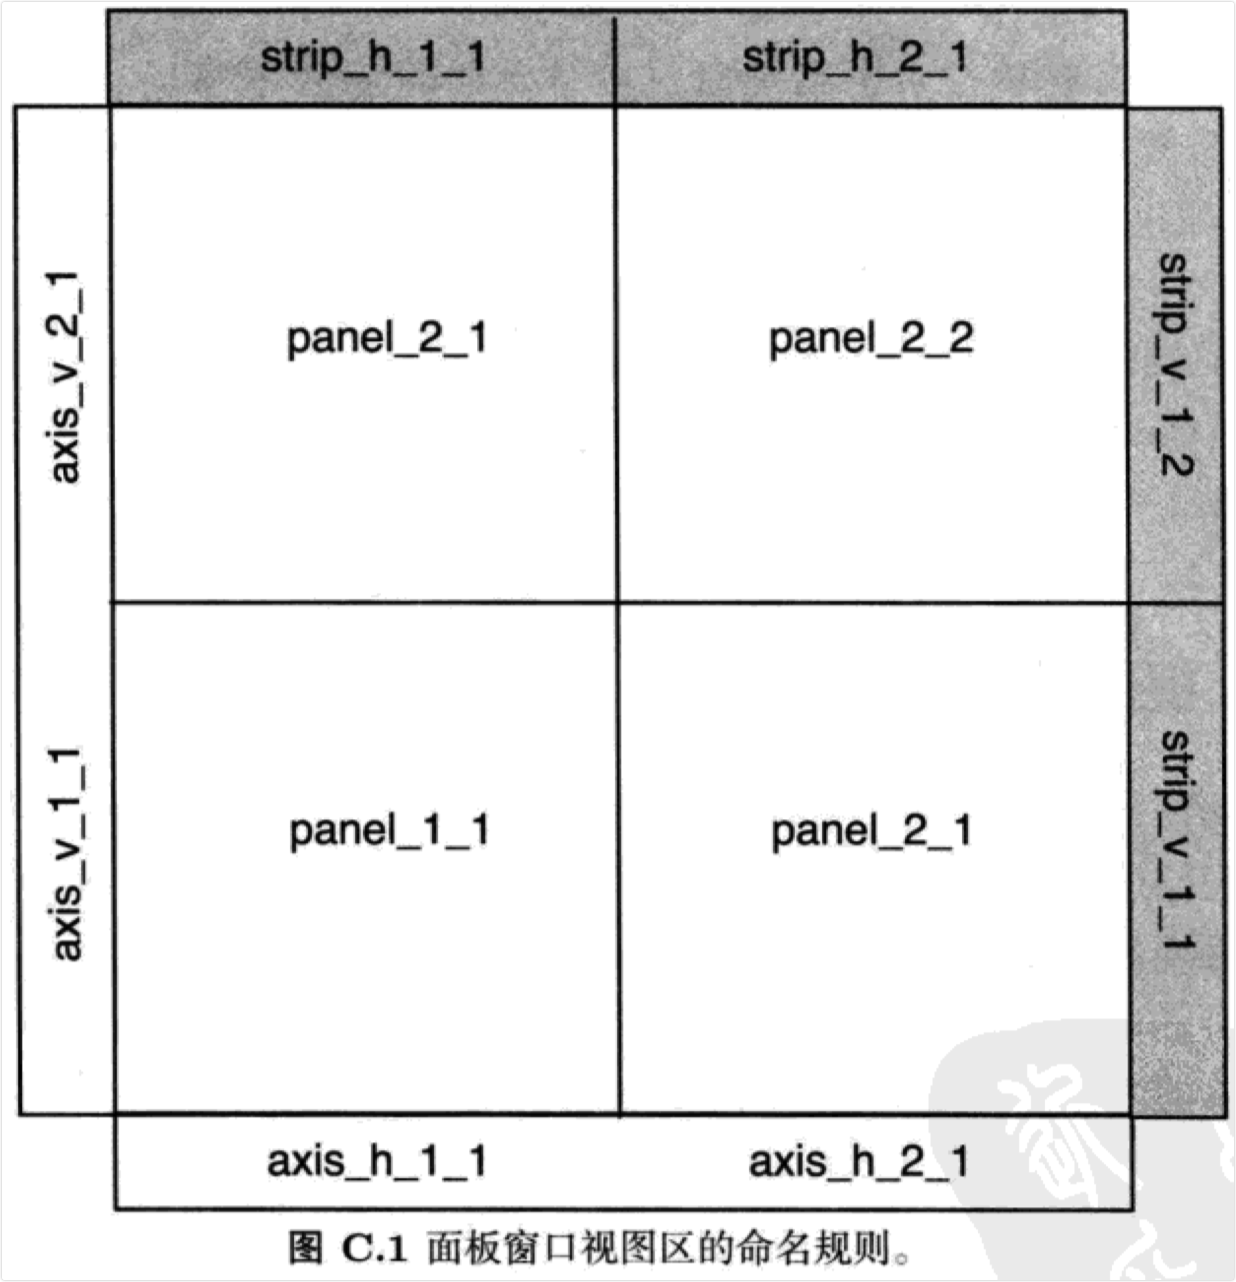 strip_h_1_1
strip_h_2_1
axis_v_2_1
panel_2_1
panel_2_2
strip_v_1_2
axis_v_1_1
panel_1_1
panel_2_1
strip_v_1_1
axis_h_1_1
axis_h_2_1
图 C.1 面板窗口视图区的命名规则。